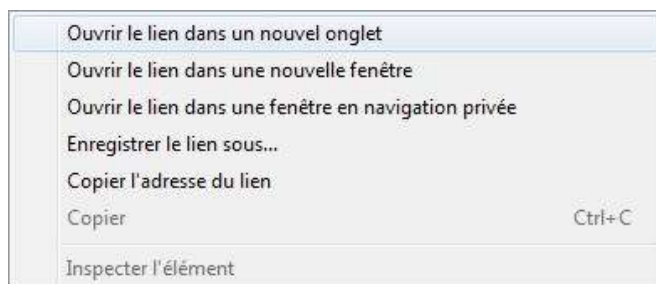 Ouvrir le lien dans un nouvel onglet
Ouvrir le lien dans une nouvelle fenêtre
Ouvrir le lien dans une fenêtre en navigation privée
Enregistrer le lien sous...
Copier l'adresse du lien
Copier Ctrl+C
Inspecter l'élément